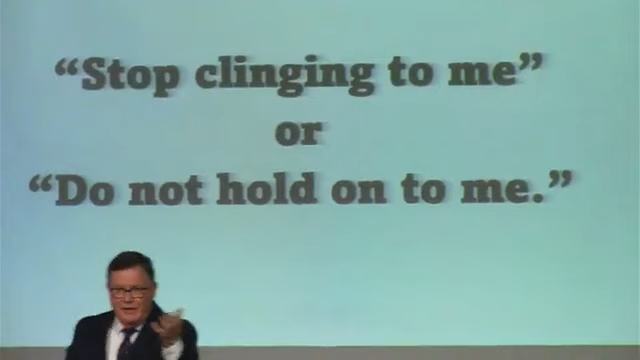 “Stop clinging to me”
or
“Do not hold on to me.”